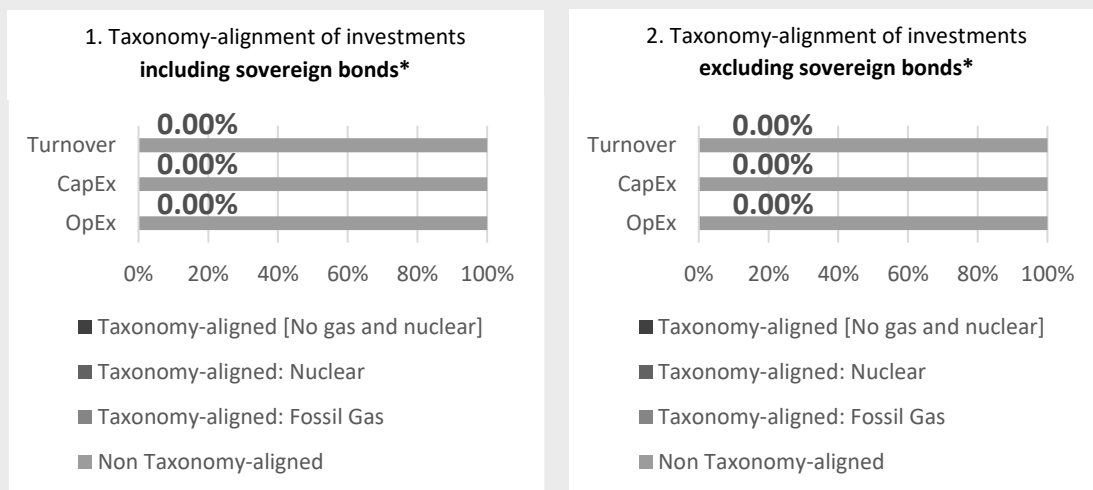 1. Taxonomy-alignment of investments
including sovereign bonds*
0.00%
Turnover
0.00%
CapEx
0.00%
OpEx
0% 20% 40% 60% 80% 100%
■ Taxonomy-aligned [No gas and nuclear]
■ Taxonomy-aligned: Nuclear
■ Taxonomy-aligned: Fossil Gas
■ Non Taxonomy-aligned
2. Taxonomy-alignment of investments
excluding sovereign bonds*
0.00%
Turnover
0.00%
CapEx
0.00%
OpEx
0% 20% 40% 60% 80% 100%
■ Taxonomy-aligned [No gas and nuclear]
■ Taxonomy-aligned: Nuclear
■ Taxonomy-aligned: Fossil Gas
■ Non Taxonomy-aligned